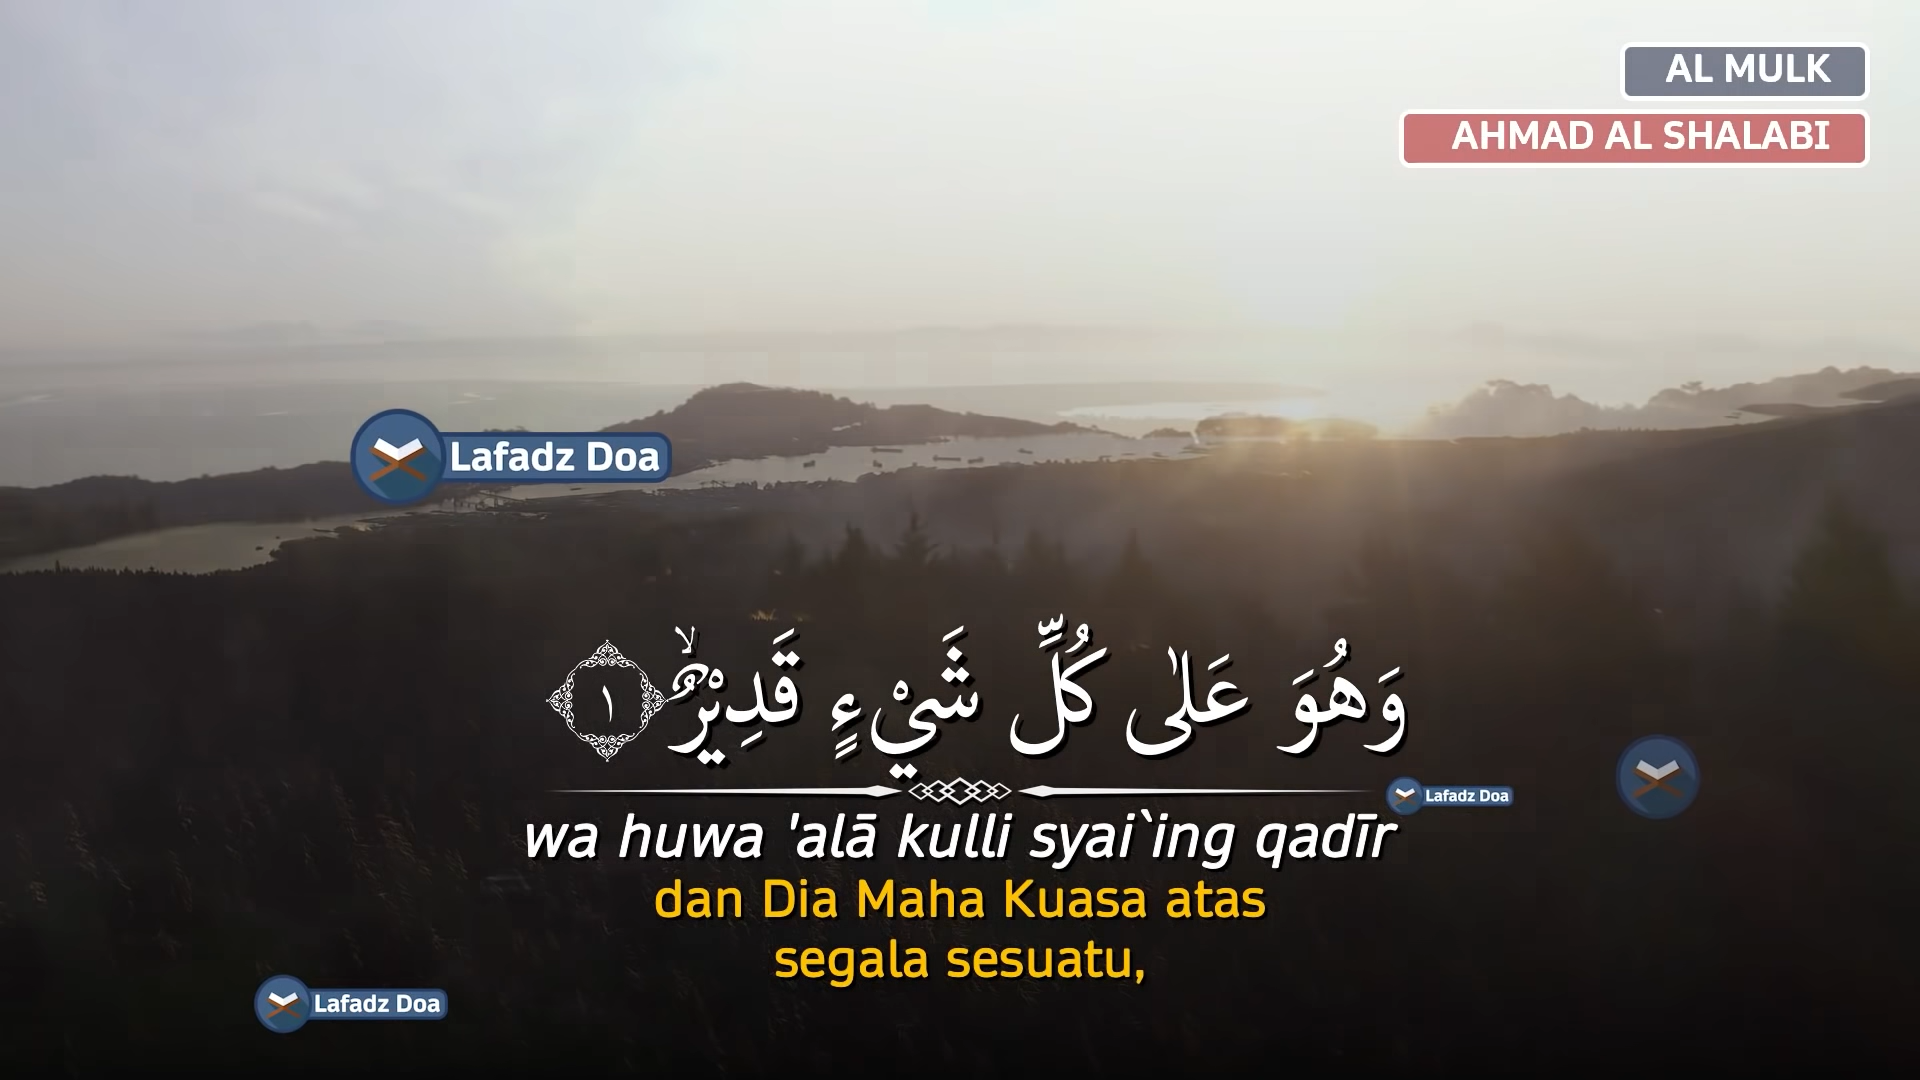 AL MULK
AHMAD AL SHALABI
Lafadz Doa
وَهُوَ عَلٰى كُلِّ شَيْءٍ قَدِيْرٌۙ ١
Lafadz Doa
wa huwa 'alā kulli syai`ing qadīr
dan Dia Maha Kuasa atas
segala sesuatu,
Lafadz Doa